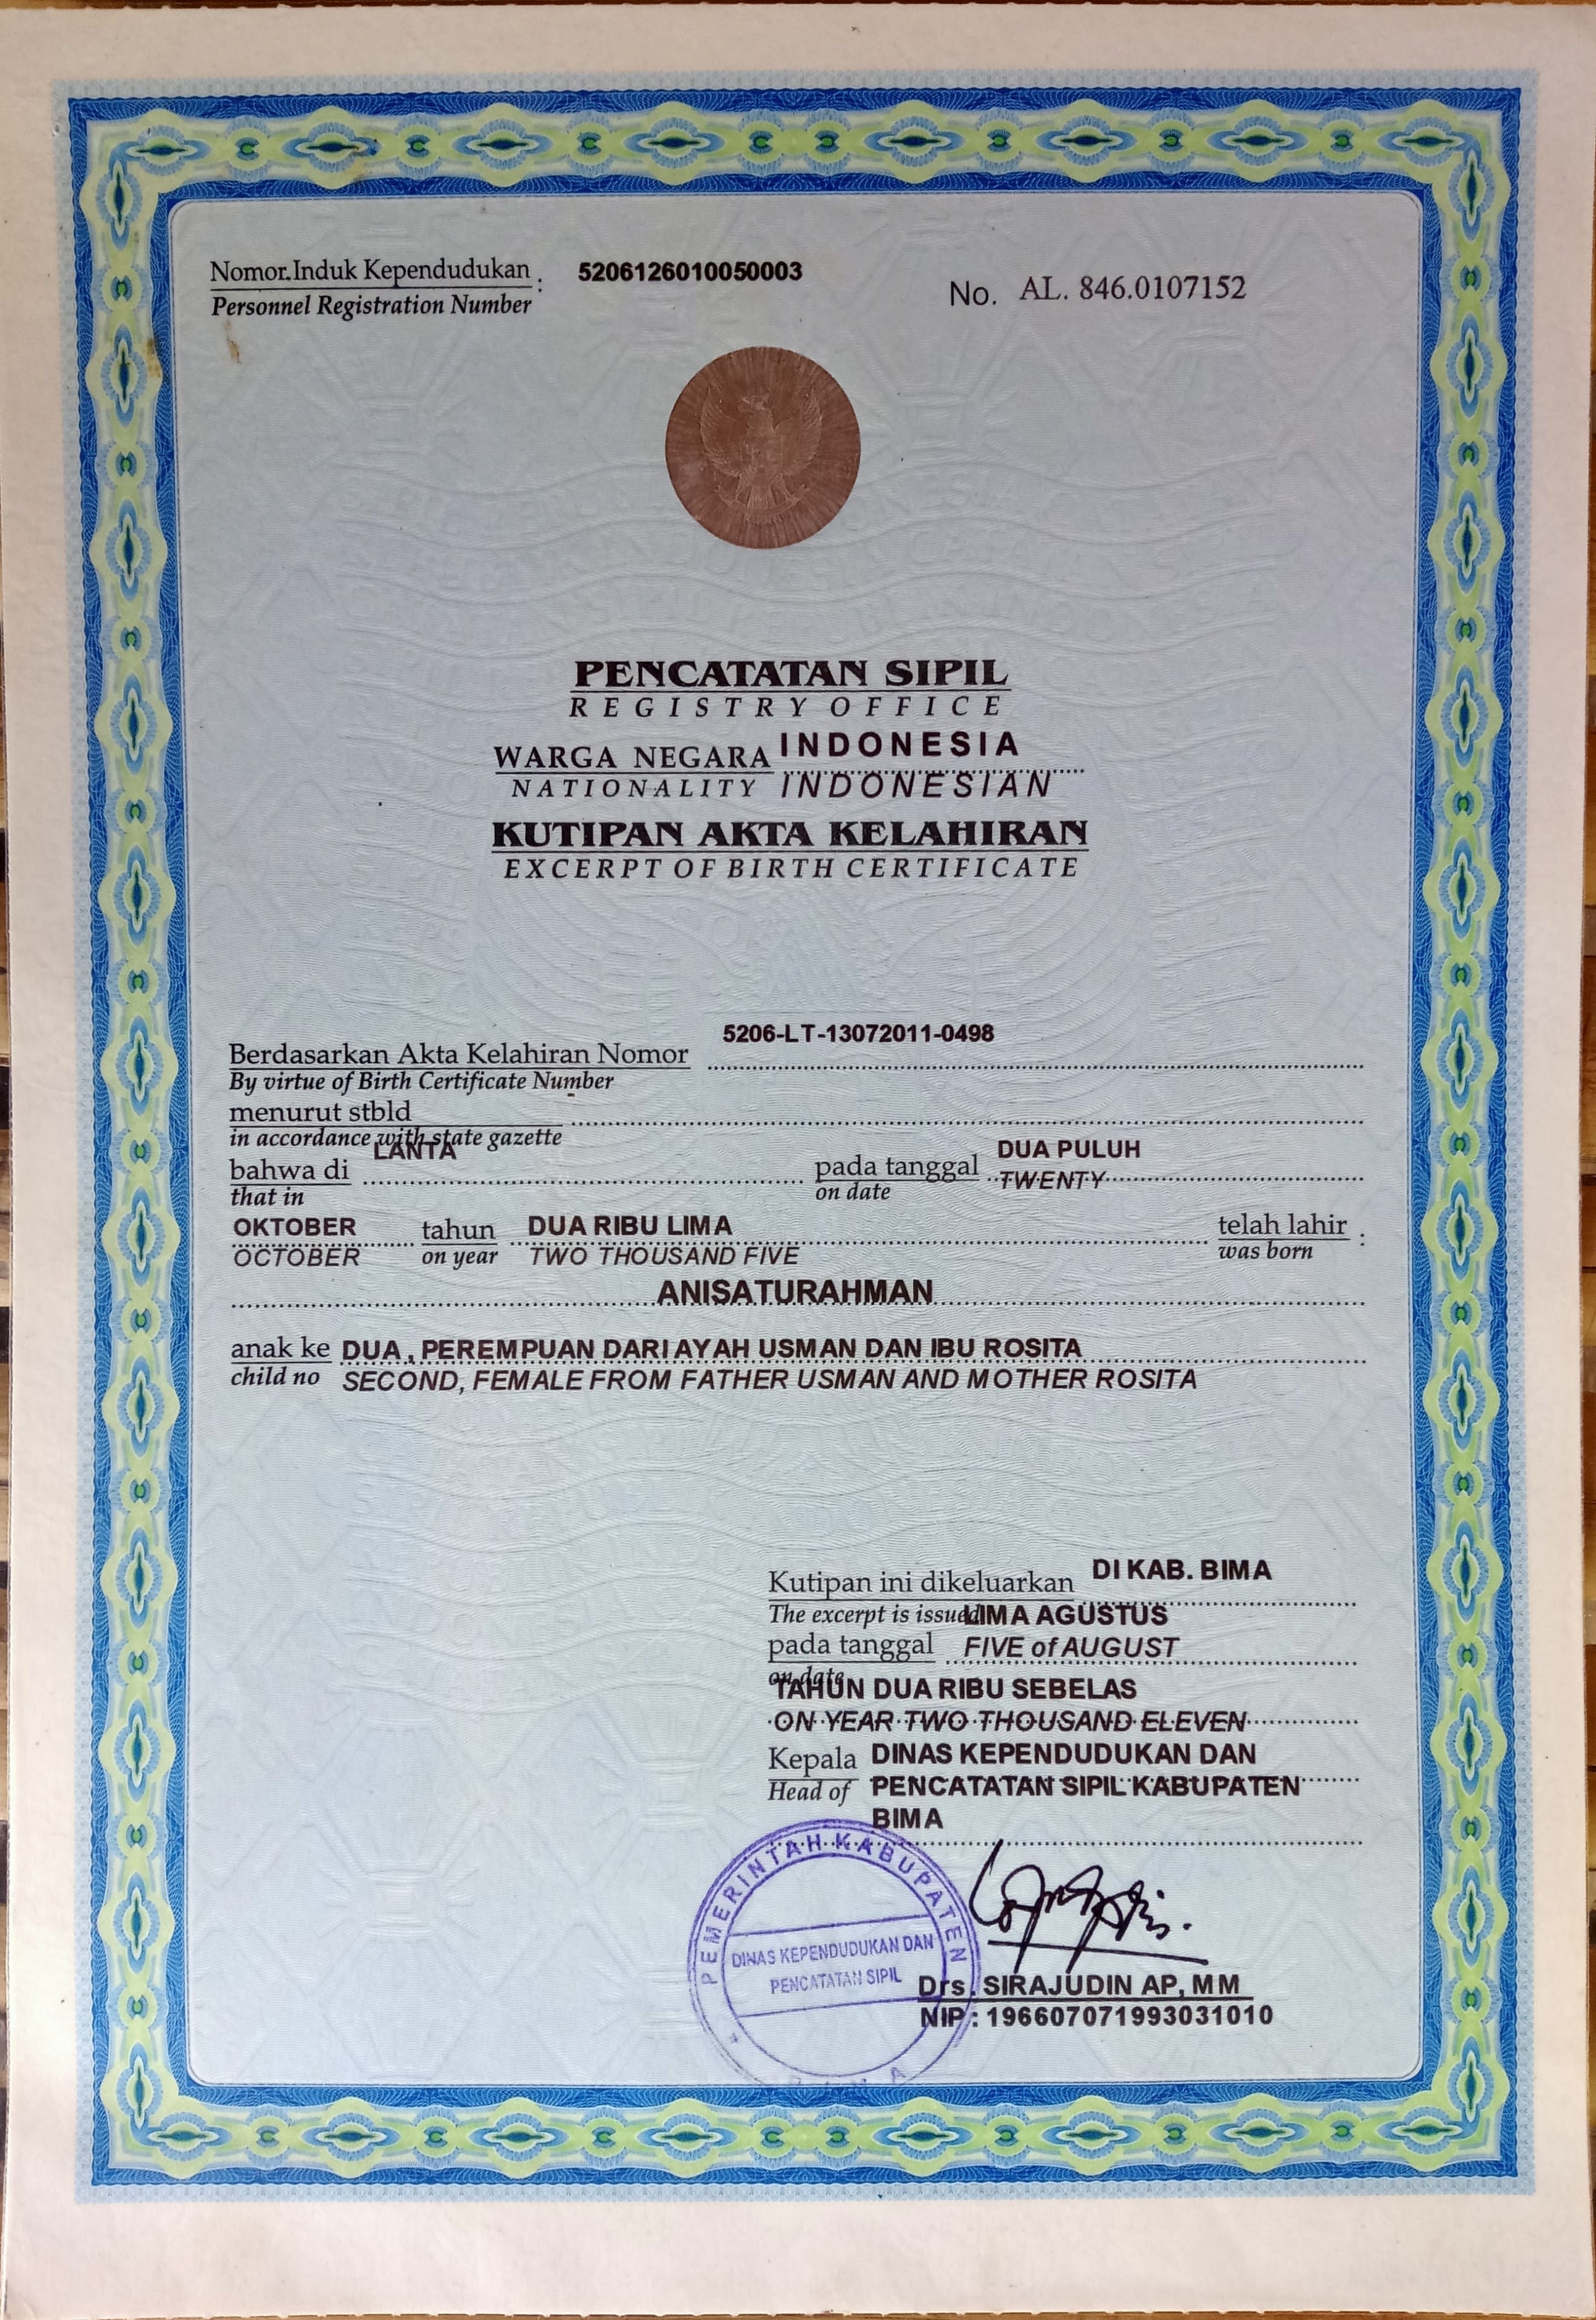 Nomor Induk Kependudukan : 5206126010050003
Personnel Registration Number
No. AL. 846.0107152
PENCATATAN SIPIL
REGISTRY OFFICE
WARGA NEGARA INDONESIA
NATIONALITY INDONESIAN
KUTIPAN AKTA KELAHIRAN
EXCERPT OF BIRTH CERTIFICATE
5206-LT-13072011-0498
Berdasarkan Akta Kelahiran Nomor
By virtue of Birth Certificate Number
menurut stbld
in accordance with state gazette
bahwa di LANTA pada tanggal DUA PULUH
that in on date TWENTY
OKTOBER tahun DUA RIBU LIMA telah lahir :
OCTOBER on year TWO THOUSAND FIVE was born
ANISATURAHMAN
anak ke DUA, PEREMPUAN DARI AYAH USMAN DAN IBU ROSITA
child no SECOND, FEMALE FROM FATHER USMAN AND MOTHER ROSITA
Kutipan ini dikeluarkan DI KAB. BIMA
The excerpt is issued LIMA AGUSTUS
pada tanggal FIVE of AUGUST
on date
TAHUN DUA RIBU SEBELAS
ON YEAR TWO THOUSAND ELEVEN
Kepala DINAS KEPENDUDUKAN DAN
Head of PENCATATAN SIPIL KABUPATEN
BIMA
PEMERINTAH KABUPATEN
DINAS KEPENDUDUKAN DAN
PENCATATAN SIPIL
Drs. SIRAJUDIN AP, MM
NIP : 196607071993031010